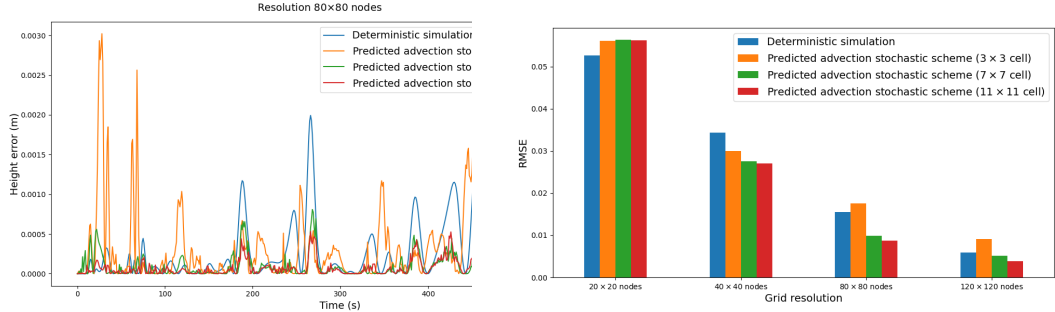 Resolution 80×80 nodes
Height error (m)
0.0030
0.0025
0.0020
0.0015
0.0010
0.0005
0.0000
Deterministic simulation
Predicted advection sto
Predicted advection sto
Predicted advection sto
0
100
200
300
400
Time (s)
RMSE
0.05
0.04
0.03
0.02
0.01
0.00
Deterministic simulation
Predicted advection stochastic scheme (3 × 3 cell)
Predicted advection stochastic scheme (7 × 7 cell)
Predicted advection stochastic scheme (11 × 11 cell)
20 × 20 nodes
40 × 40 nodes
80 × 80 nodes
120 × 120 nodes
Grid resolution